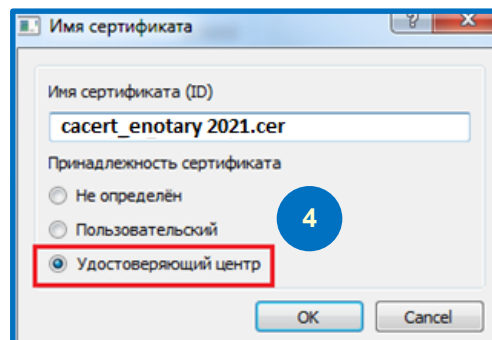 Имя сертификата
Имя сертификата (ID)
cacert_enotary 2021.cer
Принадлежность сертификата
Не определён
Пользовательский
4
Удостоверяющий центр
OK
Cancel